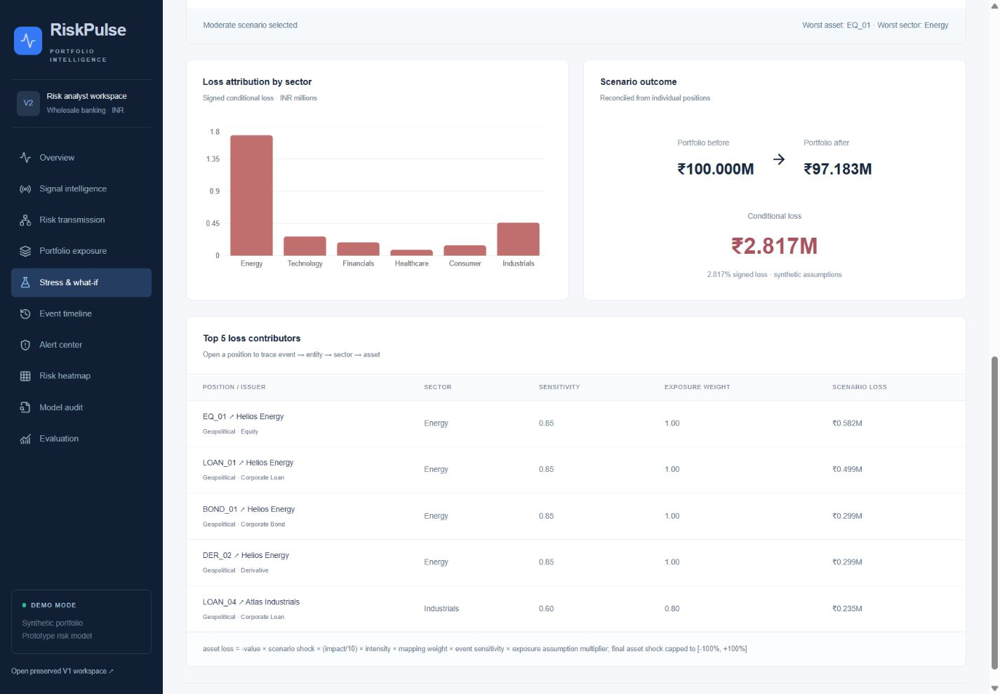 RiskPulse
PORTFOLIO
INTELLIGENCE
V2
Risk analyst workspace
Wholesale banking · INR
Overview
Signal intelligence
Risk transmission
Portfolio exposure
Stress & what-if
Event timeline
Alert center
Risk heatmap
Model audit
Evaluation
DEMO MODE
Synthetic portfolio
Prototype risk model
Open preserved V1 workspace ↗
Moderate scenario selected
Worst asset: EQ_01 · Worst sector: Energy
Loss attribution by sector
Signed conditional loss · INR millions
1.8
1.35
0.9
0.45
0
Energy Technology Financials Healthcare Consumer Industrials
Scenario outcome
Reconciled from individual positions
Portfolio before
₹100.000M
→
Portfolio after
₹97.183M
Conditional loss
₹2.817M
2.817% signed loss · synthetic assumptions
Top 5 loss contributors
Open a position to trace event → entity → sector → asset
POSITION / ISSUER SECTOR SENSITIVITY EXPOSURE WEIGHT SCENARIO LOSS
EQ_01 ↗ Helios Energy
Geopolitical · Equity
Energy 0.85 1.00 ₹0.582M
LOAN_01 ↗ Helios Energy
Geopolitical · Corporate Loan
Energy 0.85 1.00 ₹0.499M
BOND_01 ↗ Helios Energy
Geopolitical · Corporate Bond
Energy 0.85 1.00 ₹0.299M
DER_02 ↗ Helios Energy
Geopolitical · Derivative
Energy 0.85 1.00 ₹0.299M
LOAN_04 ↗ Atlas Industrials
Geopolitical · Corporate Loan
Industrials 0.60 0.80 ₹0.235M
asset loss = -value × scenario shock × (impact/10) × intensity × mapping weight × event sensitivity × exposure assumption multiplier; final asset shock capped to [-100%, +100%]